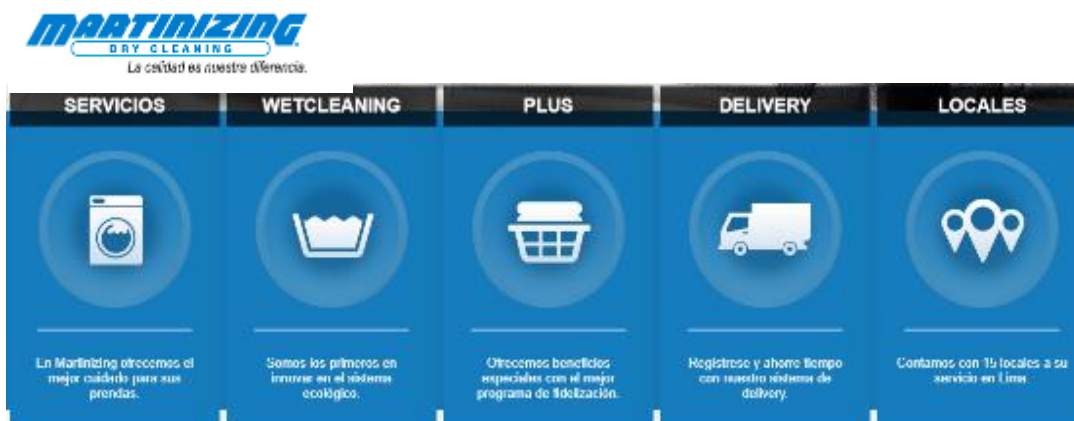 MARTINIZING
DRY CLEANING
La calidad es nuestra diferencia.
SERVICIOS
En Martinizing ofrecemos el
mejor cuidado para sus
prendas.
WETCLEANING
Somos los primeros en
innovar en el sistema
ecológico.
PLUS
Ofrecemos beneficios
especiales con el mejor
programa de fidelización.
DELIVERY
Regístrese y ahorre tiempo
con nuestro sistema de
delivery.
LOCALES
Contamos con 15 locales a su
servicio en Lima.